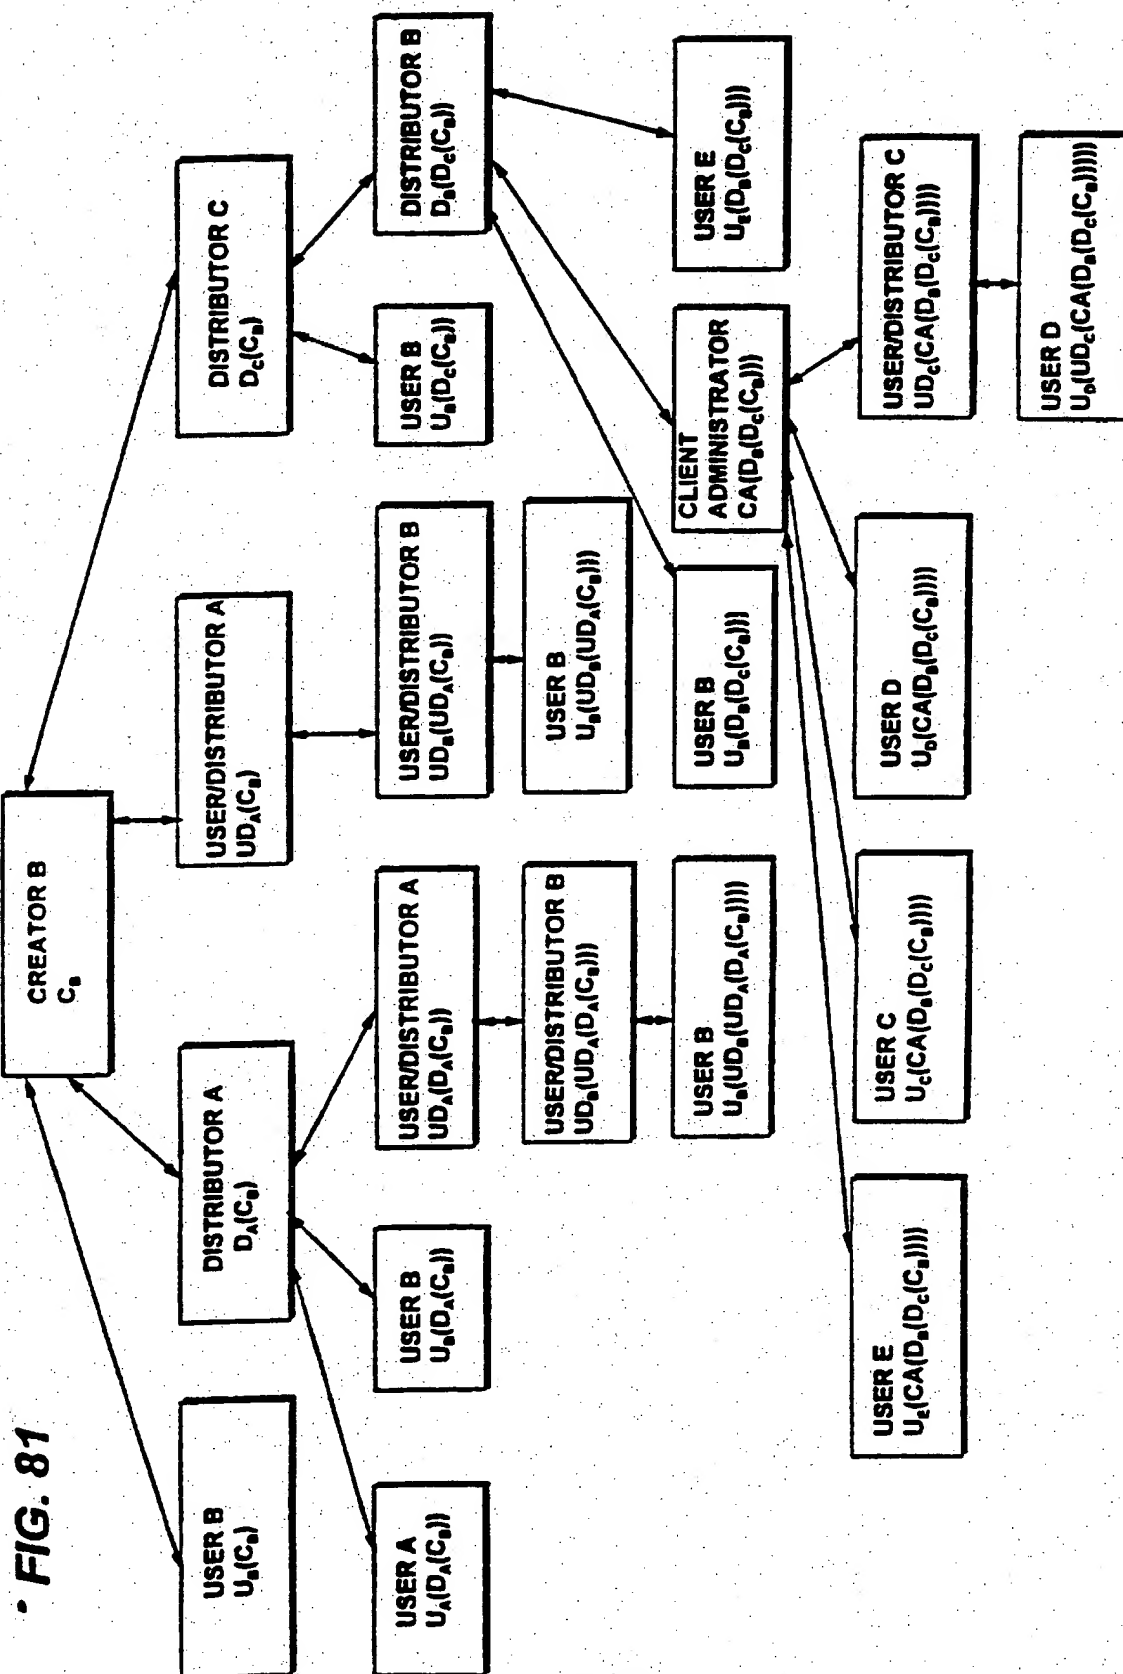 FIG. 81
CREATOR B
C_B
USER B
U_B(C_B)
DISTRIBUTOR A
D_A(C_B)
USER/DISTRIBUTOR A
UD_A(C_B)
DISTRIBUTOR C
D_C(C_B)
USER A
U_A(D_A(C_B))
USER B
U_B(D_A(C_B))
USER/DISTRIBUTOR A
UD_A(D_A(C_B))
USER/DISTRIBUTOR B
UD_B(UD_A(C_B))
USER B
U_B(D_C(C_B))
DISTRIBUTOR B
D_B(D_C(C_B))
USER/DISTRIBUTOR B
UD_B(UD_A(D_A(C_B)))
USER B
U_B(UD_B(UD_A(C_B)))
USER B
U_B(UD_B(UD_A(D_A(C_B))))
USER B
U_B(D_B(D_C(C_B)))
CLIENT
ADMINISTRATOR
CA(D_B(D_C(C_B)))
USER E
U_E(D_B(D_C(C_B)))
USER E
U_E(CA(D_B(D_C(C_B))))
USER C
U_C(CA(D_B(D_C(C_B))))
USER D
U_D(CA(D_B(D_C(C_B))))
USER/DISTRIBUTOR C
UD_C(CA(D_B(D_C(C_B))))
USER D
U_D(UD_C(CA(D_B(D_C(C_B)))))